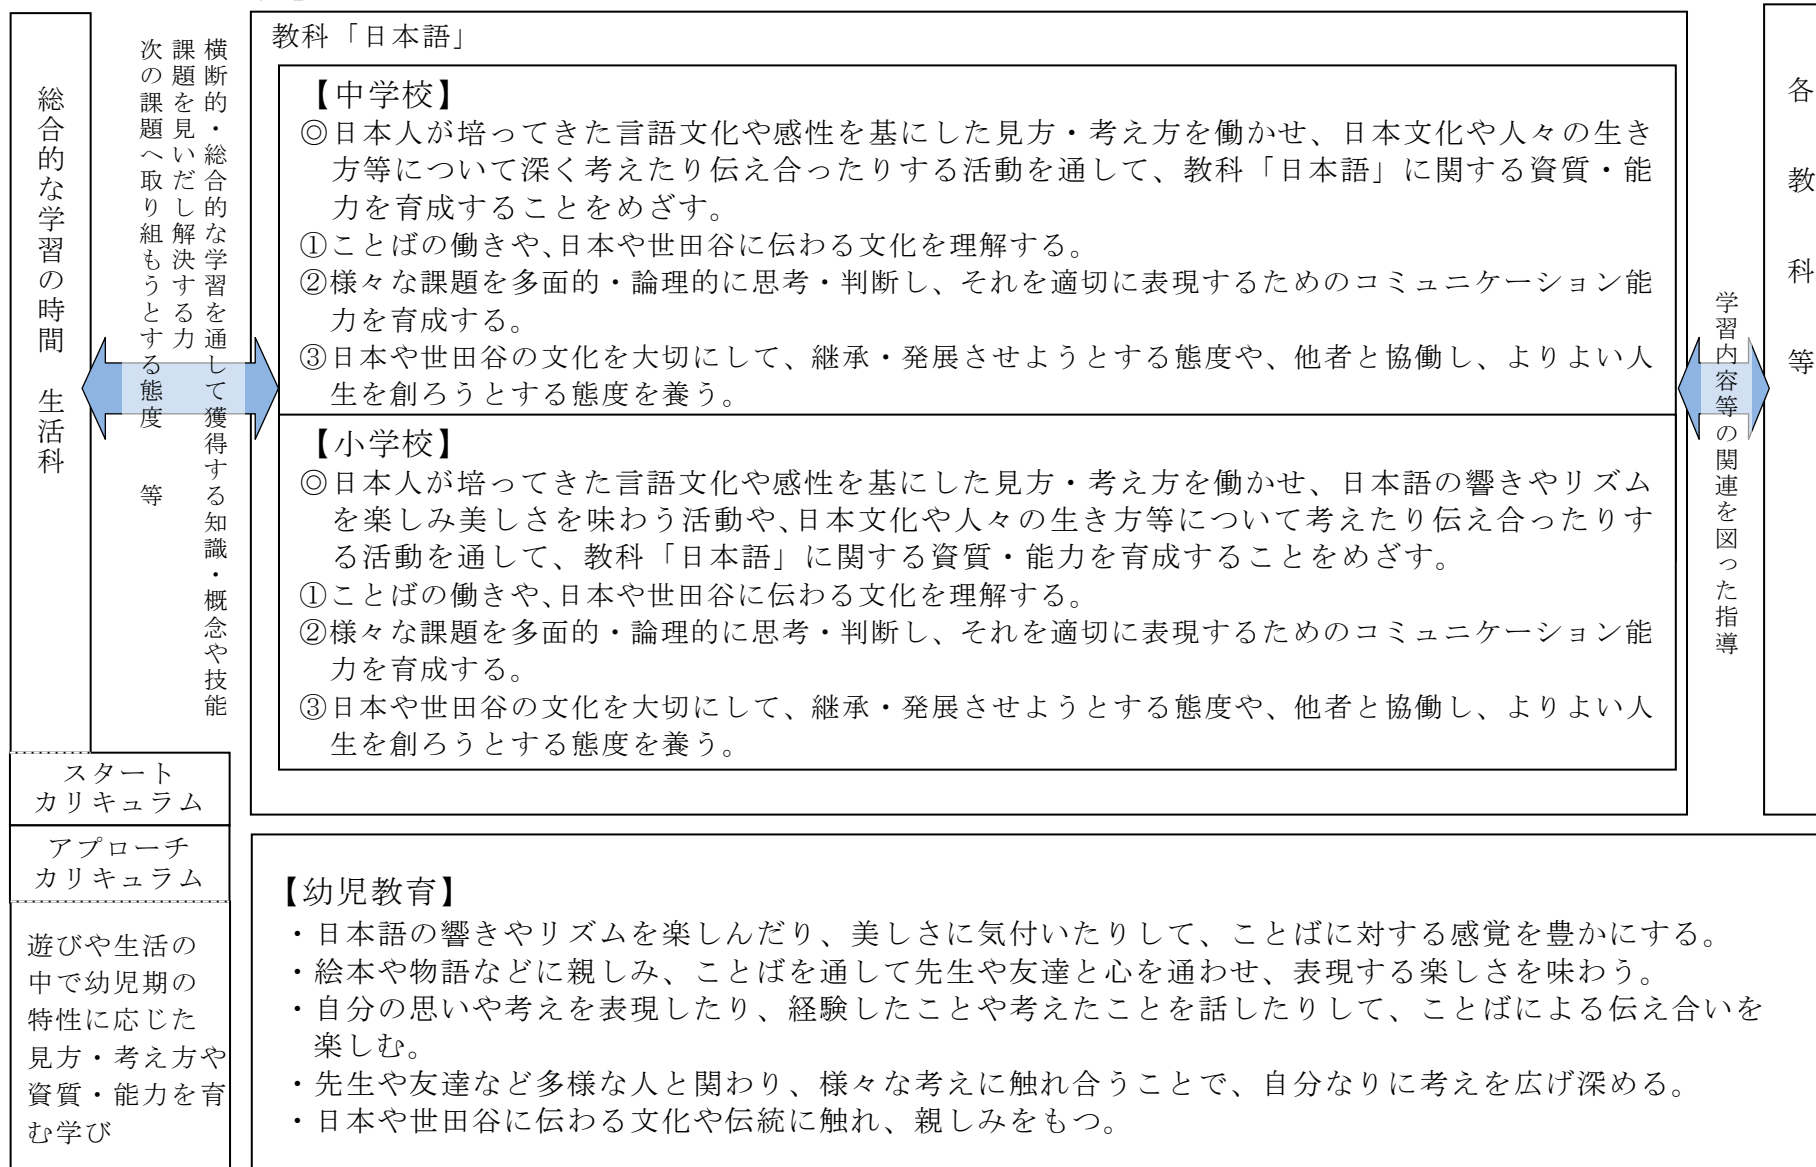 総合的な学習の時間　生活科
横断的・総合的な学習を通して獲得する知識・概念や技能
課題を見いだし解決する力
次の課題へ取り組もうとする態度　　等
教科「日本語」
【中学校】
◎日本人が培ってきた言語文化や感性を基にした見方・考え方を働かせ、日本文化や人々の生き
方等について深く考えたり伝え合ったりする活動を通して、教科「日本語」に関する資質・能
力を育成することをめざす。
①ことばの働きや、日本や世田谷に伝わる文化を理解する。
②様々な課題を多面的・論理的に思考・判断し、それを適切に表現するためのコミュニケーション能
力を育成する。
③日本や世田谷の文化を大切にして、継承・発展させようとする態度や、他者と協働し、よりよい人
生を創ろうとする態度を養う。
【小学校】
◎日本人が培ってきた言語文化や感性を基にした見方・考え方を働かせ、日本語の響きやリズム
を楽しみ美しさを味わう活動や、日本文化や人々の生き方等について考えたり伝え合ったりす
る活動を通して、教科「日本語」に関する資質・能力を育成することをめざす。
①ことばの働きや、日本や世田谷に伝わる文化を理解する。
②様々な課題を多面的・論理的に思考・判断し、それを適切に表現するためのコミュニケーション能
力を育成する。
③日本や世田谷の文化を大切にして、継承・発展させようとする態度や、他者と協働し、よりよい人
生を創ろうとする態度を養う。
学習内容等の関連を図った指導
各教科等
スタート
カリキュラム
アプローチ
カリキュラム
遊びや生活の
中で幼児期の
特性に応じた
見方・考え方や
資質・能力を育
む学び
【幼児教育】
・日本語の響きやリズムを楽しんだり、美しさに気付いたりして、ことばに対する感覚を豊かにする。
・絵本や物語などに親しみ、ことばを通して先生や友達と心を通わせ、表現する楽しさを味わう。
・自分の思いや考えを表現したり、経験したことや考えたことを話したりして、ことばによる伝え合いを
楽しむ。
・先生や友達など多様な人と関わり、様々な考えに触れ合うことで、自分なりに考えを広げ深める。
・日本や世田谷に伝わる文化や伝統に触れ、親しみをもつ。